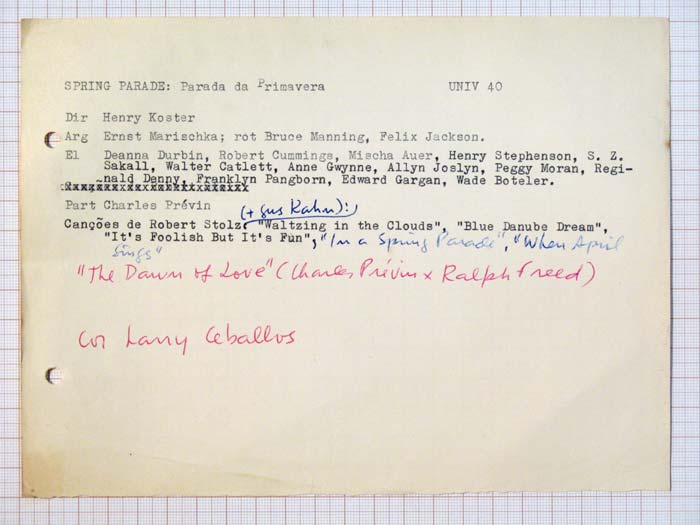 SPRING PARADE: Parada da Primavera UNIV 40
Dir Henry Koster
Arg Ernst Marischka; rot Bruce Manning, Felix Jackson.
El Deanna Durbin, Robert Cummings, Mischa Auer, Henry Stephenson, S. Z.
Sakall, Walter Catlett, Anne Gwynne, Allyn Joslyn, Peggy Moran, Regi-
nald Denny, Franklyn Pangborn, Edward Gargan, Wade Boteler.
Part Charles Prévin
(+ Gus Kahn):
Canções de Robert Stolz: "Waltzing in the Clouds", "Blue Danube Dream",
"It's Foolish But It's Fun", "In a Spring Parade", "When April
Sings"
"The Dawn of Love" (Charles Prévin x Ralph Freed)
Cor Larry Ceballos